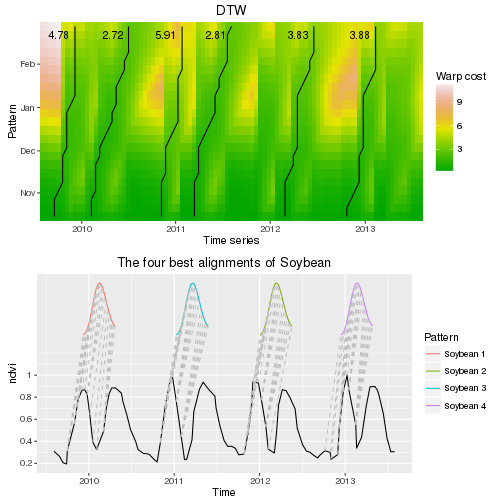 DTW
4.78 2.72 5.91 2.81 3.83 3.88
Feb
Jan
Dec
Nov
Pattern
2010 2011 2012 2013
Time series
Warp cost
9
6
3
The four best alignments of Soybean
1
0.8
0.6
0.4
0.2
ndvi
2010 2011 2012 2013
Time
Pattern
Soybean 1
Soybean 2
Soybean 3
Soybean 4